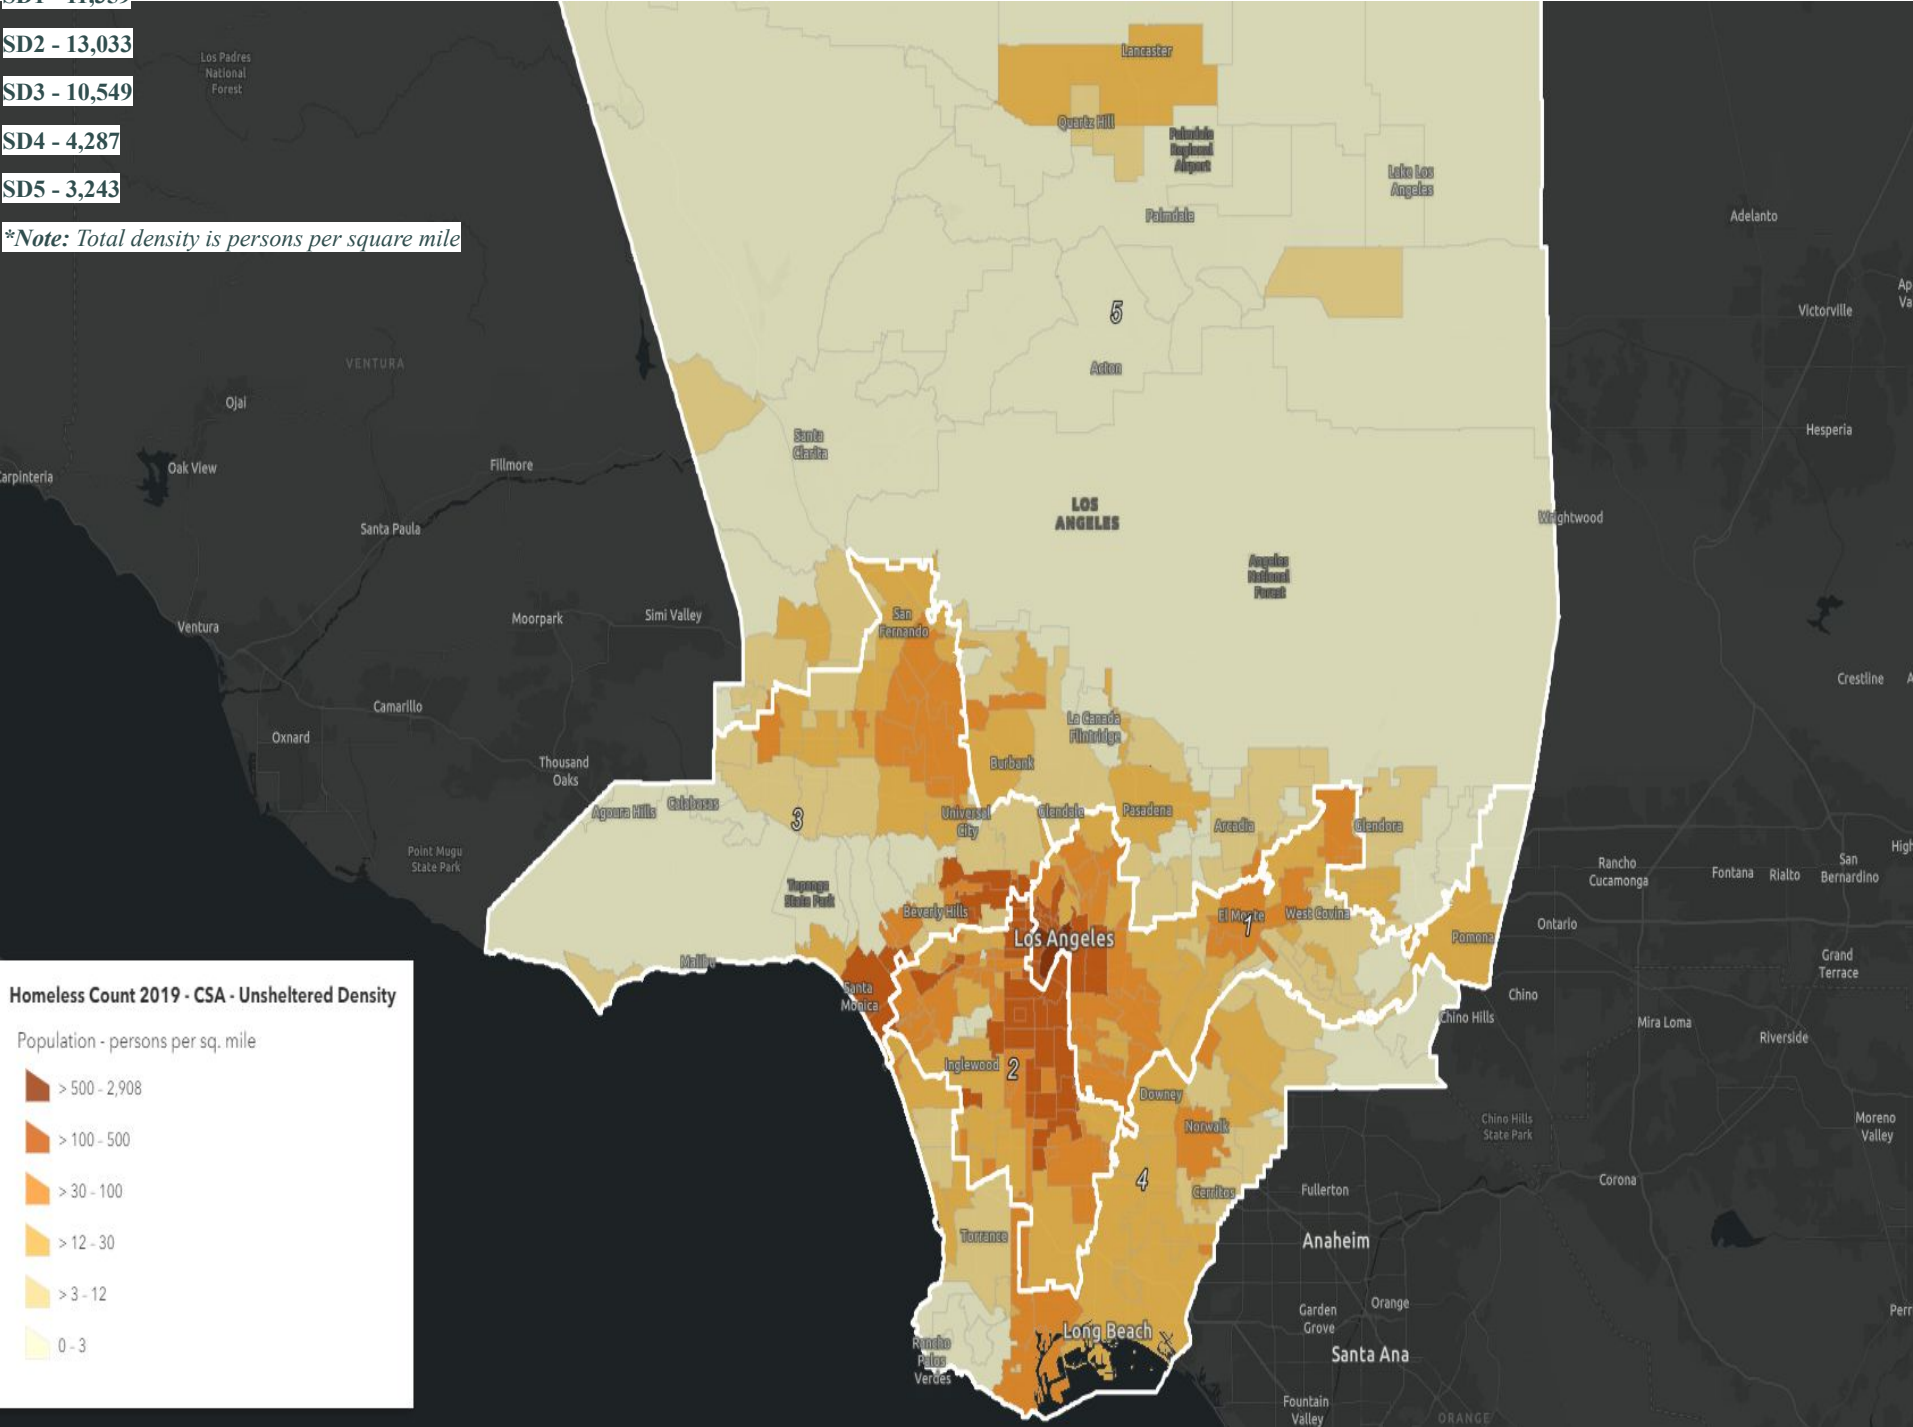 SD2 - 13,033
SD3 - 10,549
SD4 - 4,287
SD5 - 3,243
*Note: Total density is persons per square mile
Los Padres
National
Forest
Lancaster
Quartz Hill
Palmdale
Regional
Airport
Lake Los
Angeles
Palmdale
Adelanto
5
Victorville
VENTURA
Acton
Ojai
Santa
Clarita
Hesperia
Oak View
Fillmore
Carpinteria
Santa Paula
LOS
ANGELES
Wrightwood
Angeles
National
Forest
San
Fernando
Moorpark
Simi Valley
Ventura
Crestline
Camarillo
La Canada
Flintridge
Oxnard
Thousand
Oaks
Burbank
Agoura Hills
Calabasas
3
Universal
City
Glendale
Pasadena
Arcadia
Glendora
Point Mugu
State Park
Topanga
State Park
Rancho
Cucamonga
Fontana
Rialto
San
Bernardino
Beverly Hills
El Monte
1
West Covina
Los Angeles
Pomona
Ontario
Malibu
Grand
Terrace
Santa
Monica
Chino
Chino Hills
Mira Loma
Riverside
Inglewood
2
Downey
Norwalk
Chino Hills
State Park
Moreno
Valley
4
Cerritos
Fullerton
Corona
Torrance
Anaheim
Garden
Grove
Orange
Long Beach
Rancho
Palos
Verdes
Santa Ana
Fountain
Valley
ORANGE
Homeless Count 2019 - CSA - Unsheltered Density
Population - persons per sq. mile
> 500 - 2,908
> 100 - 500
> 30 - 100
> 12 - 30
> 3 - 12
0 - 3